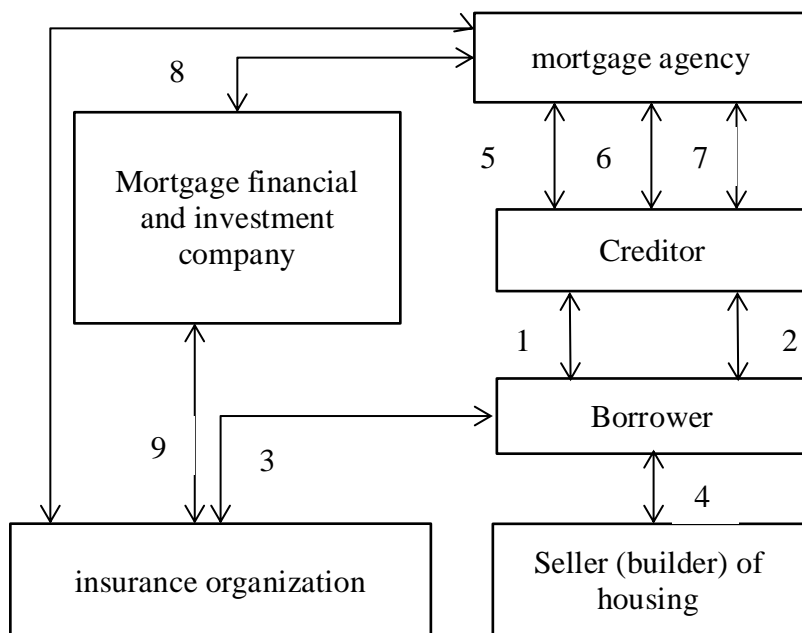 mortgage agency
8
5
6
7
Mortgage financial
and investment
company
Creditor
1
2
Borrower
9
3
4
insurance organization
Seller (builder) of
housing